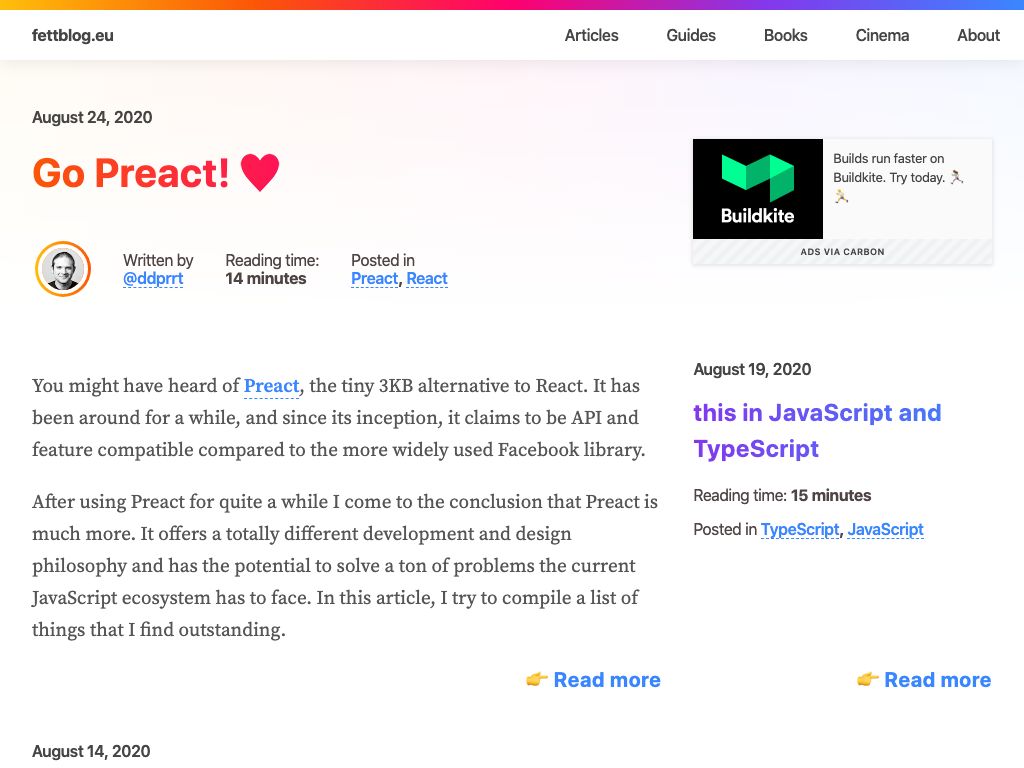 fettblog.eu
Articles
Guides
Books
Cinema
About
August 24, 2020
Go Preact! ♥
Written by
@ddprrt
Reading time:
14 minutes
Posted in
Preact, React
Buildkite
Builds run faster on
Buildkite. Try today. 🏃
🏃
ADS VIA CARBON
You might have heard of Preact, the tiny 3KB alternative to React. It has
been around for a while, and since its inception, it claims to be API and
feature compatible compared to the more widely used Facebook library.
After using Preact for quite a while I come to the conclusion that Preact is
much more. It offers a totally different development and design
philosophy and has the potential to solve a ton of problems the current
JavaScript ecosystem has to face. In this article, I try to compile a list of
things that I find outstanding.
👉 Read more
August 19, 2020
this in JavaScript and
TypeScript
Reading time: 15 minutes
Posted in TypeScript, JavaScript
👉 Read more
August 14, 2020